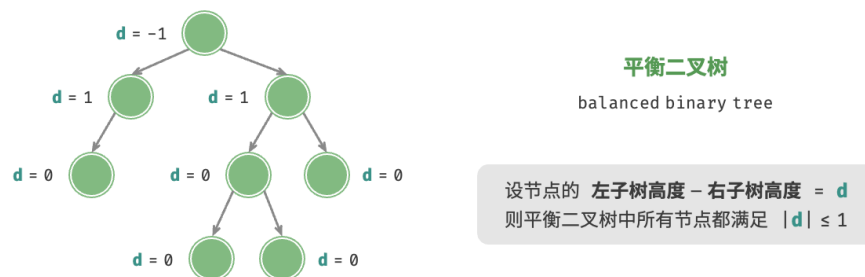 d = -1
d = 1
d = 1
d = 0
d = 0
d = 0
d = 0
d = 0
平衡二叉树
balanced binary tree
设节点的 左子树高度 – 右子树高度 = d
则平衡二叉树中所有节点都满足 |d| ≤ 1